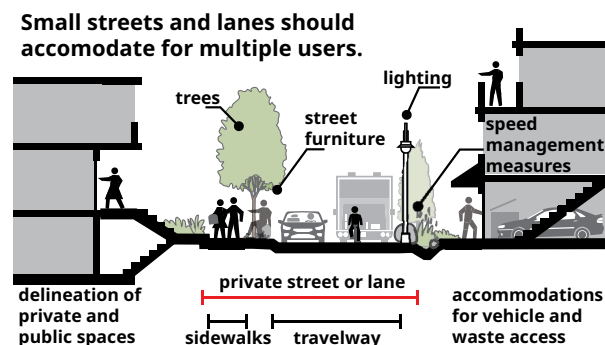 Small streets and lanes should
accomodate for multiple users.
lighting
trees
street
furniture
speed
management
measures
private street or lane
delineation of
private and
public spaces
accommodations
for vehicle and
waste access
sidewalks
travelway